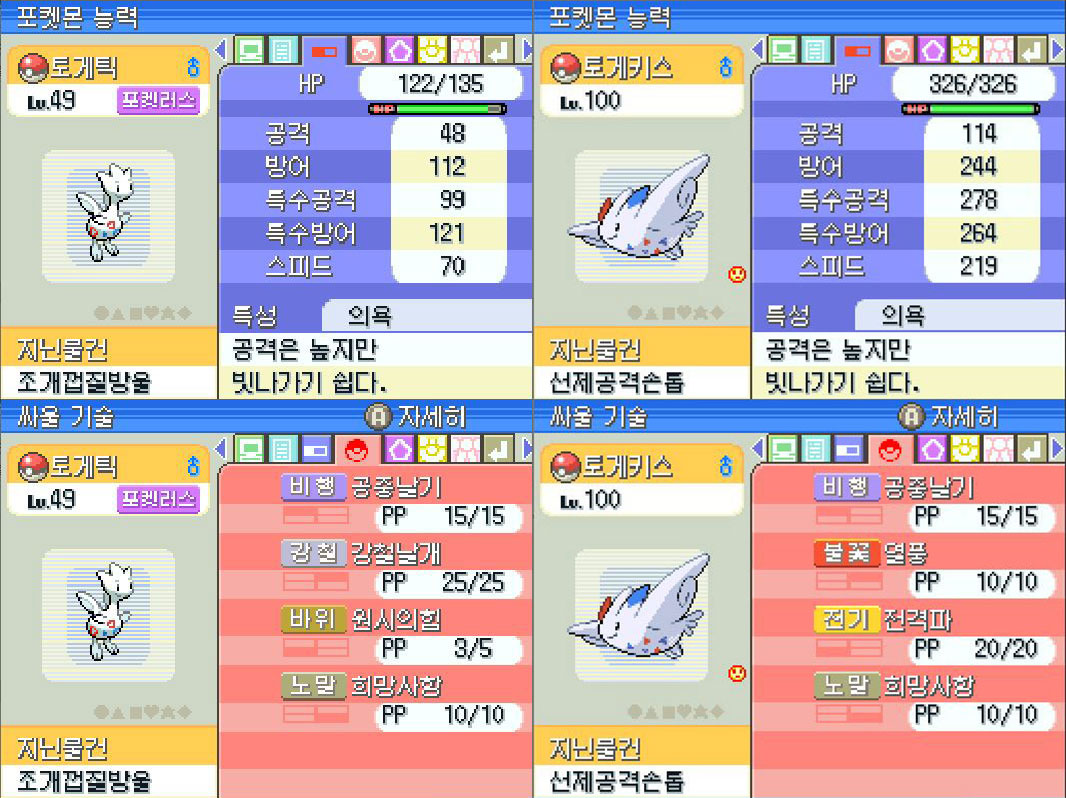 포켓몬 능력
토게틱 ♂
Lv.49 포켓러스
HP 122/135
공격 48
방어 112
특수공격 99
특수방어 121
스피드 70
특성 의욕
공격은 높지만
빗나가기 쉽다.
지닌물건
조개껍질방울
포켓몬 능력
토게키스 ♂
Lv.100
HP 326/326
공격 114
방어 244
특수공격 278
특수방어 264
스피드 219
특성 의욕
공격은 높지만
빗나가기 쉽다.
지닌물건
선제공격손톱
싸울 기술 A 자세히
토게틱 ♂
Lv.49 포켓러스
비행 공중날기
PP 15/15
강철 강철날개
PP 25/25
바위 원시의힘
PP 3/5
노말 희망사항
PP 10/10
지닌물건
조개껍질방울
싸울 기술 A 자세히
토게키스 ♂
Lv.100
비행 공중날기
PP 15/15
불꽃 열풍
PP 10/10
전기 전격파
PP 20/20
노말 희망사항
PP 10/10
지닌물건
선제공격손톱